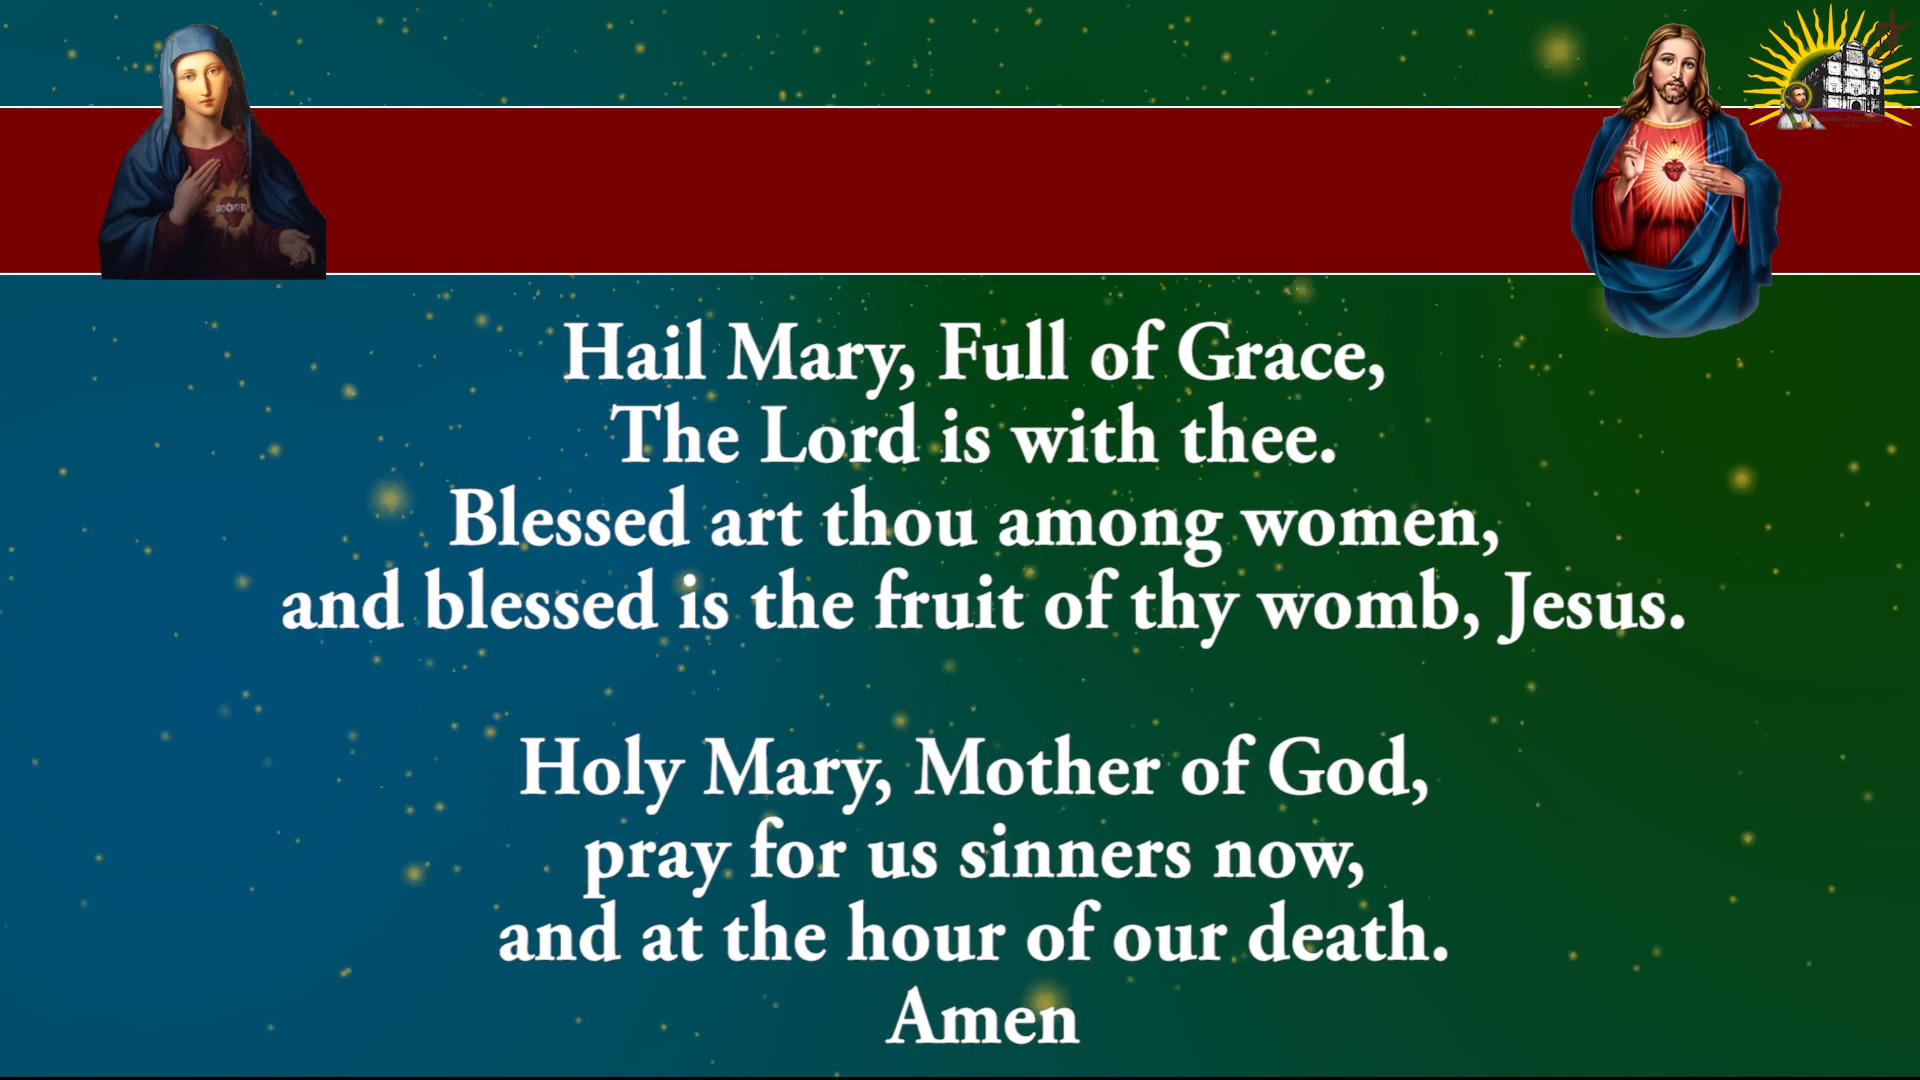 Hail Mary, Full of Grace,
The Lord is with thee.
Blessed art thou among women,
and blessed is the fruit of thy womb, Jesus.
Holy Mary, Mother of God,
pray for us sinners now,
and at the hour of our death.
Amen